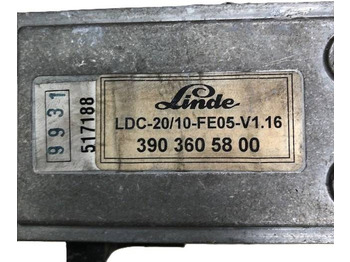 9931
517188
Linde
LDC-20/10-FE05-V1.16
390 360 58 00